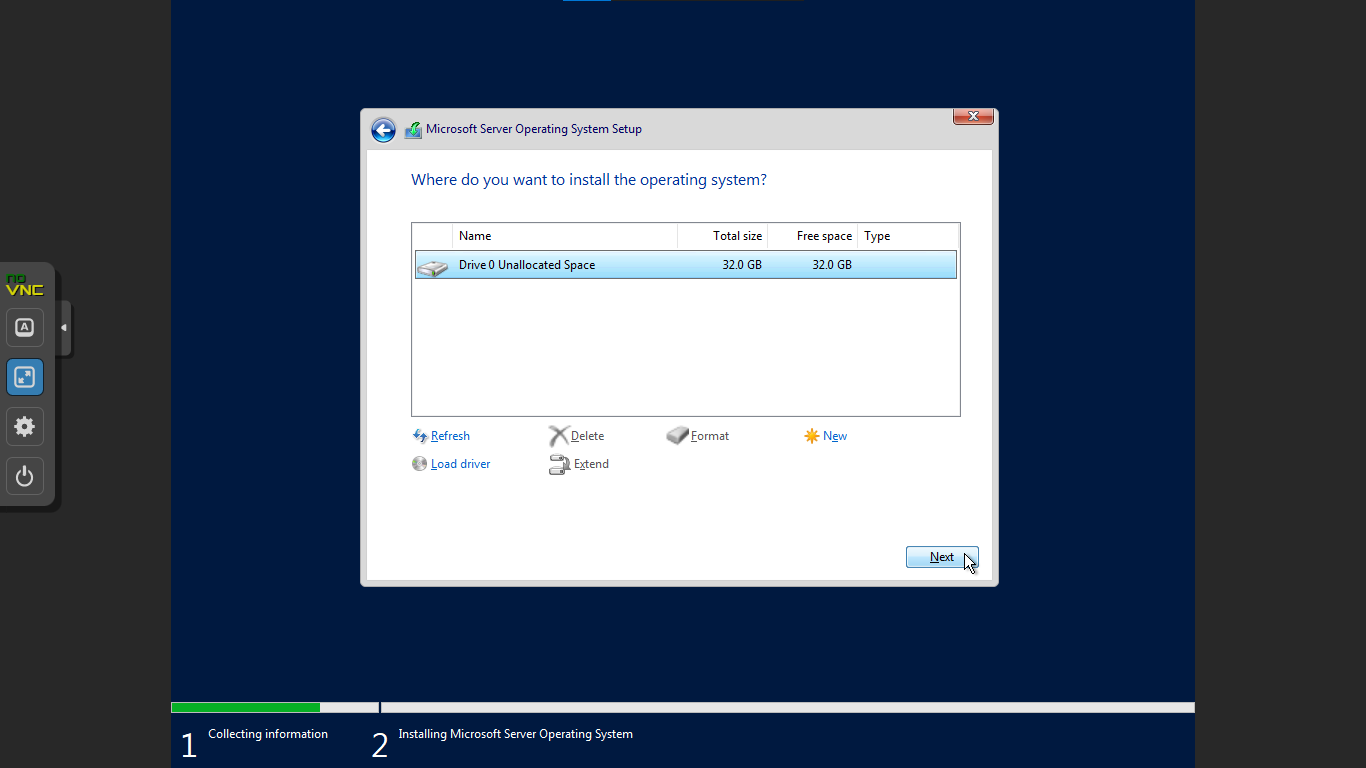 Microsoft Server Operating System Setup
Where do you want to install the operating system?
Name Total size Free space Type
Drive 0 Unallocated Space 32.0 GB 32.0 GB
Refresh Delete Format New
Load driver Extend
Next
no
VNC
A
1 Collecting information 2 Installing Microsoft Server Operating System